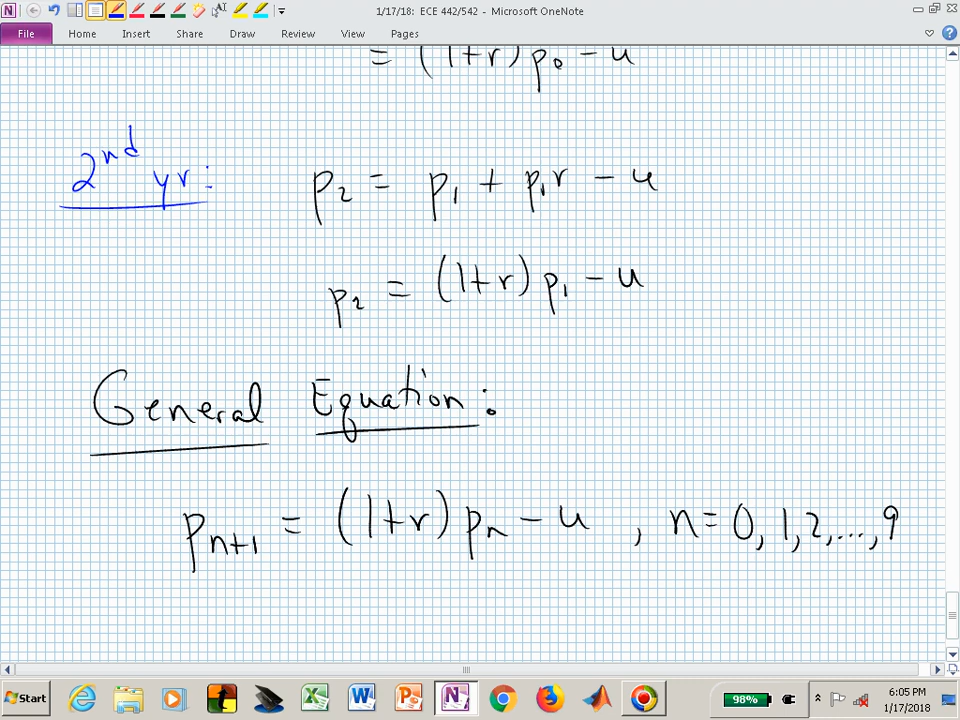 1/17/18: ECE 442/542 - Microsoft OneNote
File Home Insert Share Draw Review View Pages
= (1+r) p₀ - u
2ⁿᵈ yr: p₂ = p₁ + p₁r - u
p₂ = (1+r) p₁ - u
General Equation:
pₙ₊₁ = (1+r) pₙ - u , n = 0, 1, 2, ..., 9
Start 98% 6:05 PM
1/17/2018